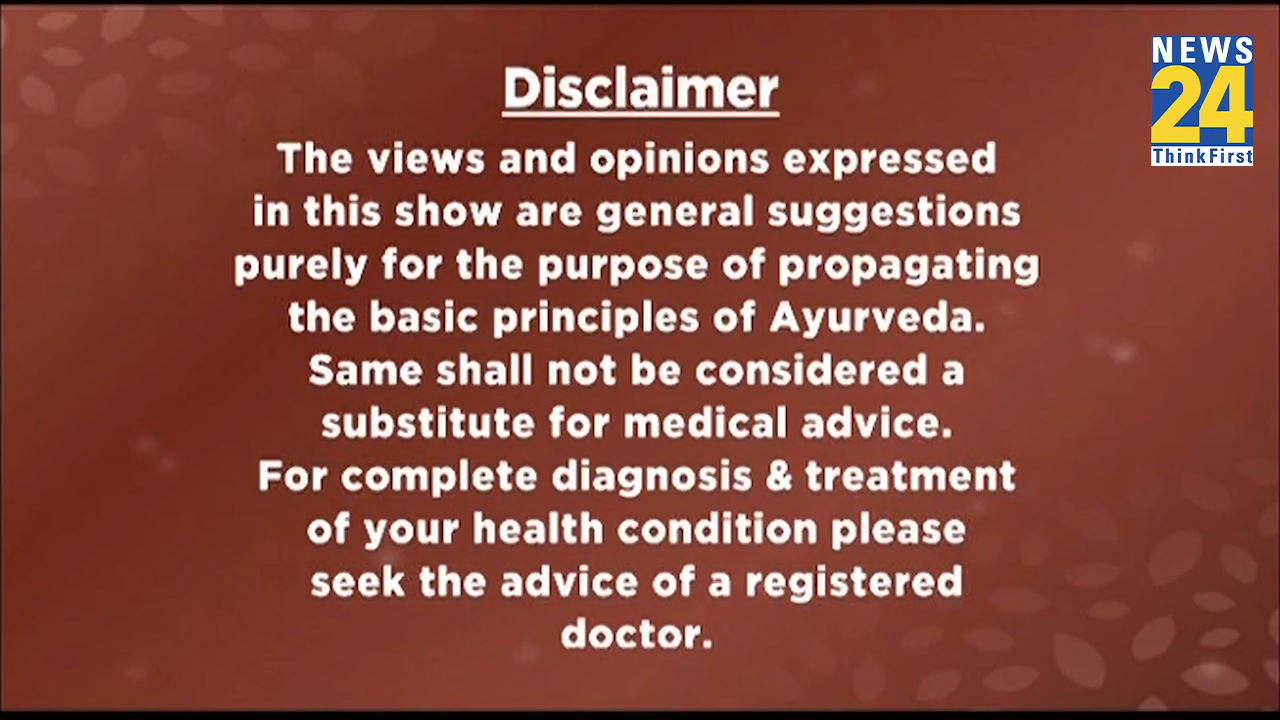 Disclaimer
The views and opinions expressed
in this show are general suggestions
purely for the purpose of propagating
the basic principles of Ayurveda.
Same shall not be considered a
substitute for medical advice.
For complete diagnosis & treatment
of your health condition please
seek the advice of a registered
doctor.
NEWS
24
ThinkFirst